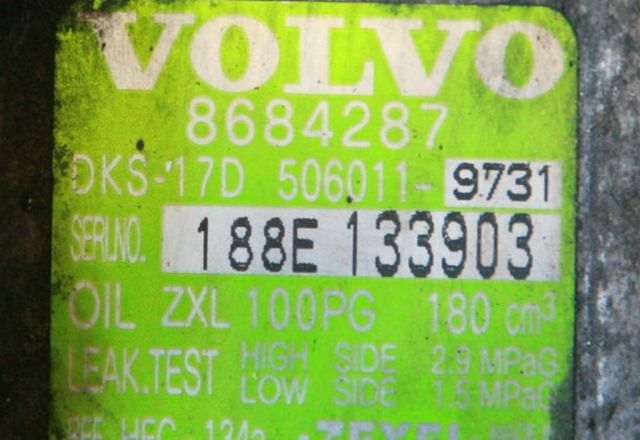 VOLVO
8684287
DKS-17D 506011-9731
SERI.NO. 188E 133903
OIL ZXL 100PG 180 cm³
LEAK.TEST HIGH SIDE 2.9 MPaG
LOW SIDE 1.5 MPaG
REF HFC 134a ZEXEL